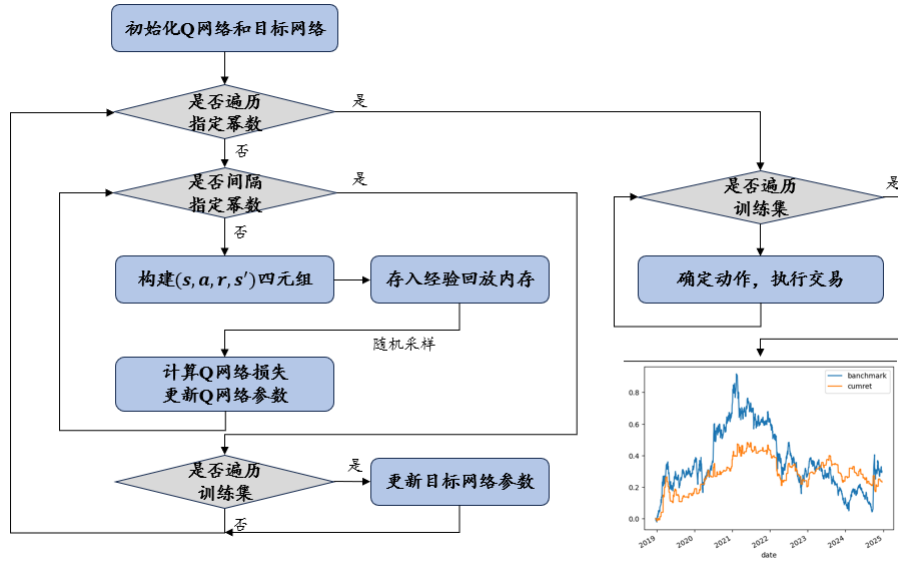 初始化Q网络和目标网络
是否遍历
指定幂数
是
否
是否间隔
指定幂数
是
否
构建(s, a, r, s′)四元组
存入经验回放内存
随机采样
计算Q网络损失
更新Q网络参数
是否遍历
训练集
是
更新目标网络参数
否
是否遍历
训练集
是
确定动作，执行交易
banchmark
cumret
0.8
0.6
0.4
0.2
0.0
2019
2020
2021
2022
2023
2024
2025
date